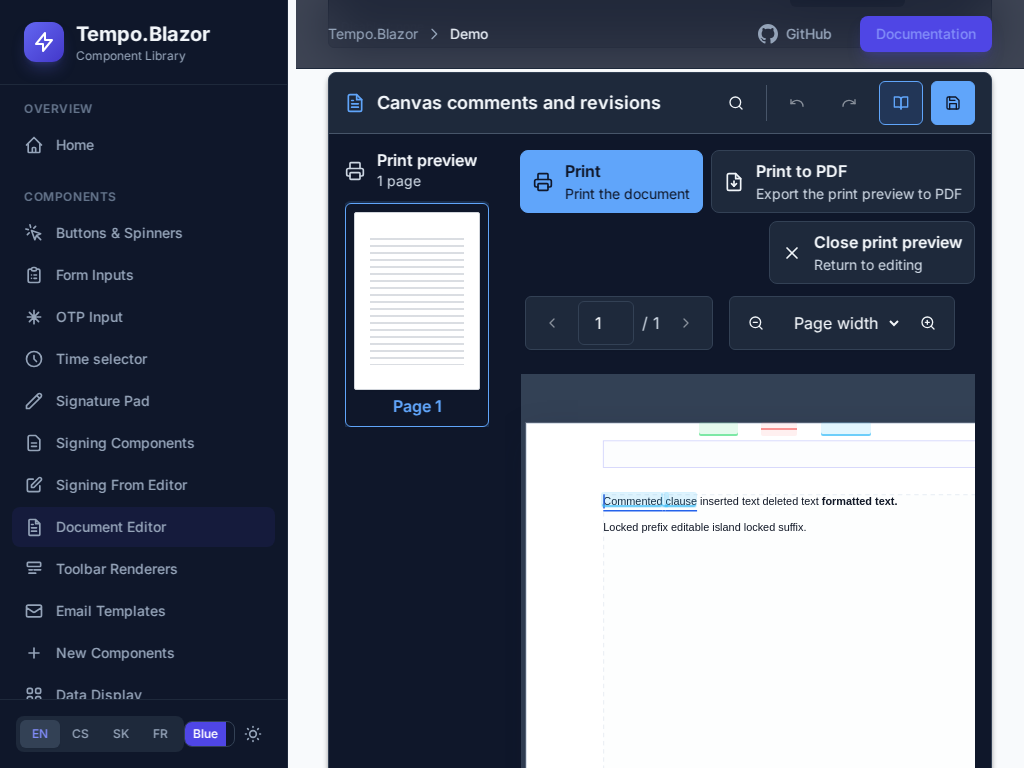 Tempo.Blazor
Component Library
OVERVIEW
Home
COMPONENTS
Buttons & Spinners
Form Inputs
OTP Input
Time selector
Signature Pad
Signing Components
Signing From Editor
Document Editor
Toolbar Renderers
Email Templates
New Components
Data Display
EN CS SK FR Blue
Tempo.Blazor Demo GitHub Documentation
Canvas comments and revisions
Print preview
1 page
Page 1
Print
Print the document
Print to PDF
Export the print preview to PDF
Close print preview
Return to editing
1 / 1 Page width
Commented clause inserted text deleted text formatted text.
Locked prefix editable island locked suffix.